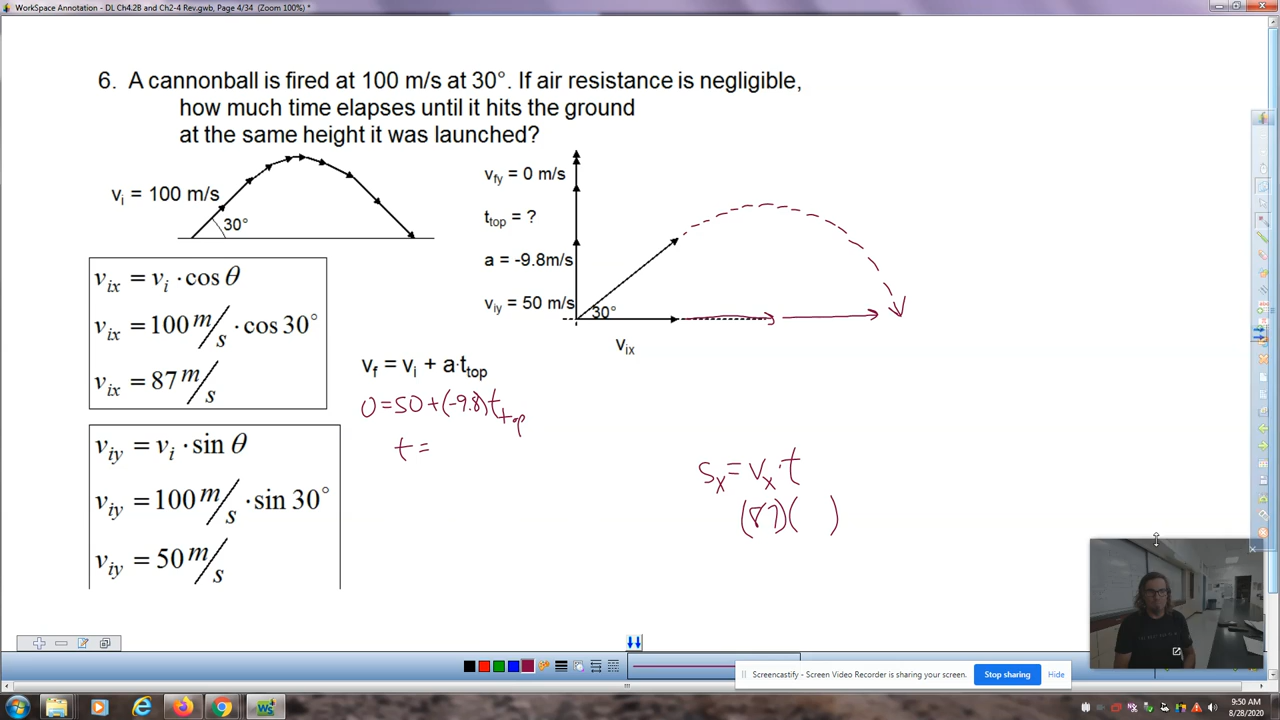 WorkSpace Annotation - DL Ch4.2B and Ch2-4 Rev.gwb, Page 4/34 (Zoom 100%) *
6. A cannonball is fired at 100 m/s at 30°. If air resistance is negligible,
how much time elapses until it hits the ground
at the same height it was launched?
vi = 100 m/s
30°
vfy = 0 m/s
ttop = ?
a = -9.8m/s
viy = 50 m/s
30°
vix
vix = vi · cos θ
vix = 100 m/s · cos 30°
vix = 87 m/s
vf = vi + a·ttop
0 = 50 + (-9.8) ttop
t =
viy = vi · sin θ
viy = 100 m/s · sin 30°
viy = 50 m/s
sx = vx · t
(87)( )
Screencastify - Screen Video Recorder is sharing your screen.
Stop sharing
Hide
9:50 AM
8/28/2020